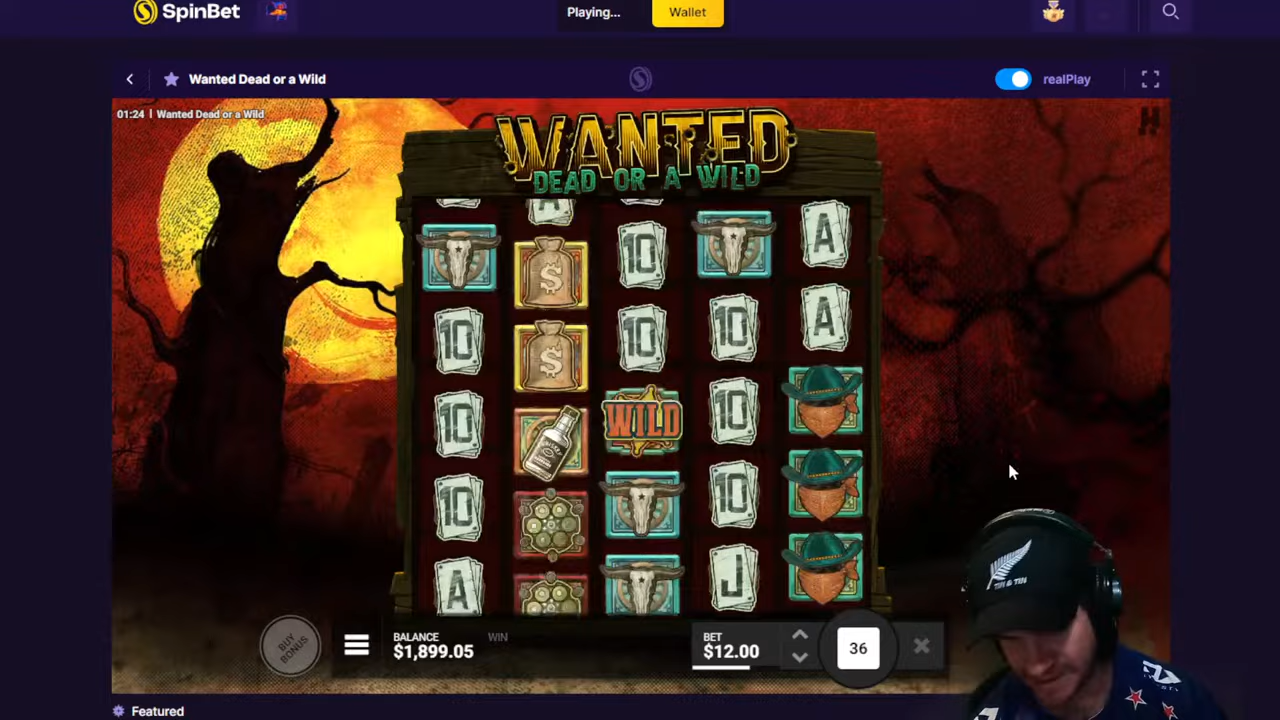 SpinBet
Playing...
Wallet
Wanted Dead or a Wild
realPlay
01:24 | Wanted Dead or a Wild
WANTED
DEAD OR A WILD
A
10
A
$
10
10
10
A
$
10
WILD
10
10
10
A
J
BUY BONUS
BALANCE
$1,899.05
WIN
BET
$12.00
36
Featured